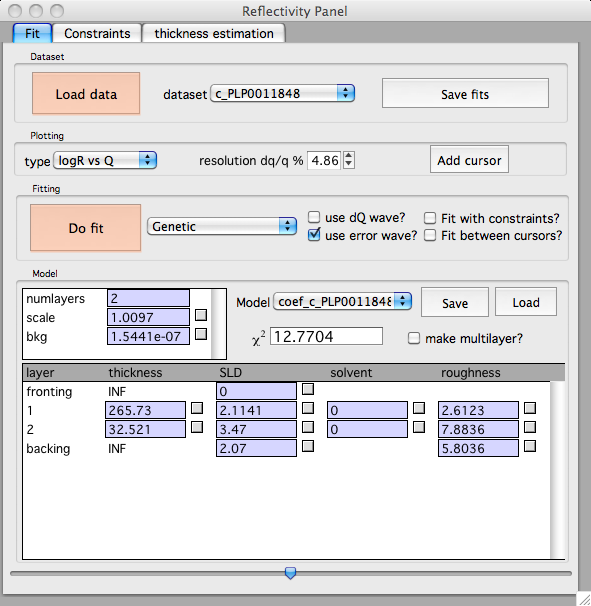 Reflectivity Panel
Fit Constraints thickness estimation
Dataset
Load data dataset c_PLP0011848 Save fits
Plotting
type logR vs Q resolution dq/q % 4.86 Add cursor
Fitting
Do fit Genetic use dQ wave? Fit with constraints?
use error wave? Fit between cursors?
Model
numlayers 2 Model coef_c_PLP0011848 Save Load
scale 1.0097
bkg 1.5441e-07 χ2 12.7704 make multilayer?
layer thickness SLD solvent roughness
fronting INF 0
1 265.73 2.1141 0 2.6123
2 32.521 3.47 0 7.8836
backing INF 2.07 5.8036